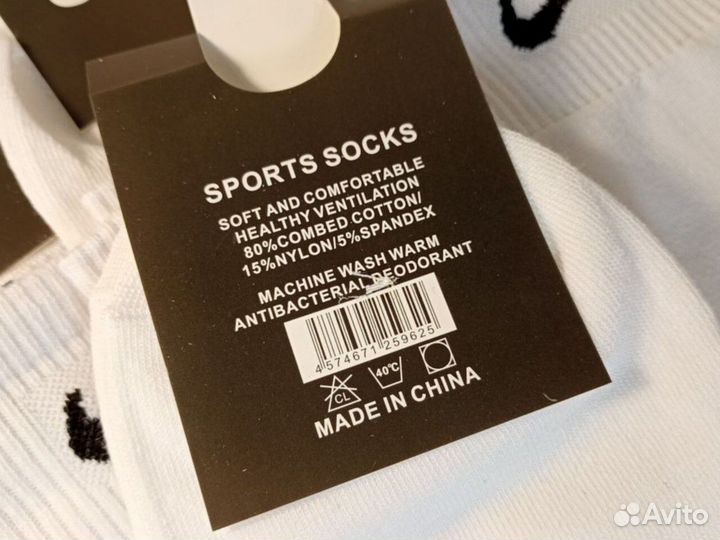 SPORTS SOCKS
SOFT AND COMFORTABLE
HEALTHY VENTILATION
80%COMBED COTTON/
15%NYLON/5%SPANDEX
MACHINE WASH WARM
ANTIBACTERIAL DEODORANT
4 574671 259625
CL 40°C
MADE IN CHINA
Avito